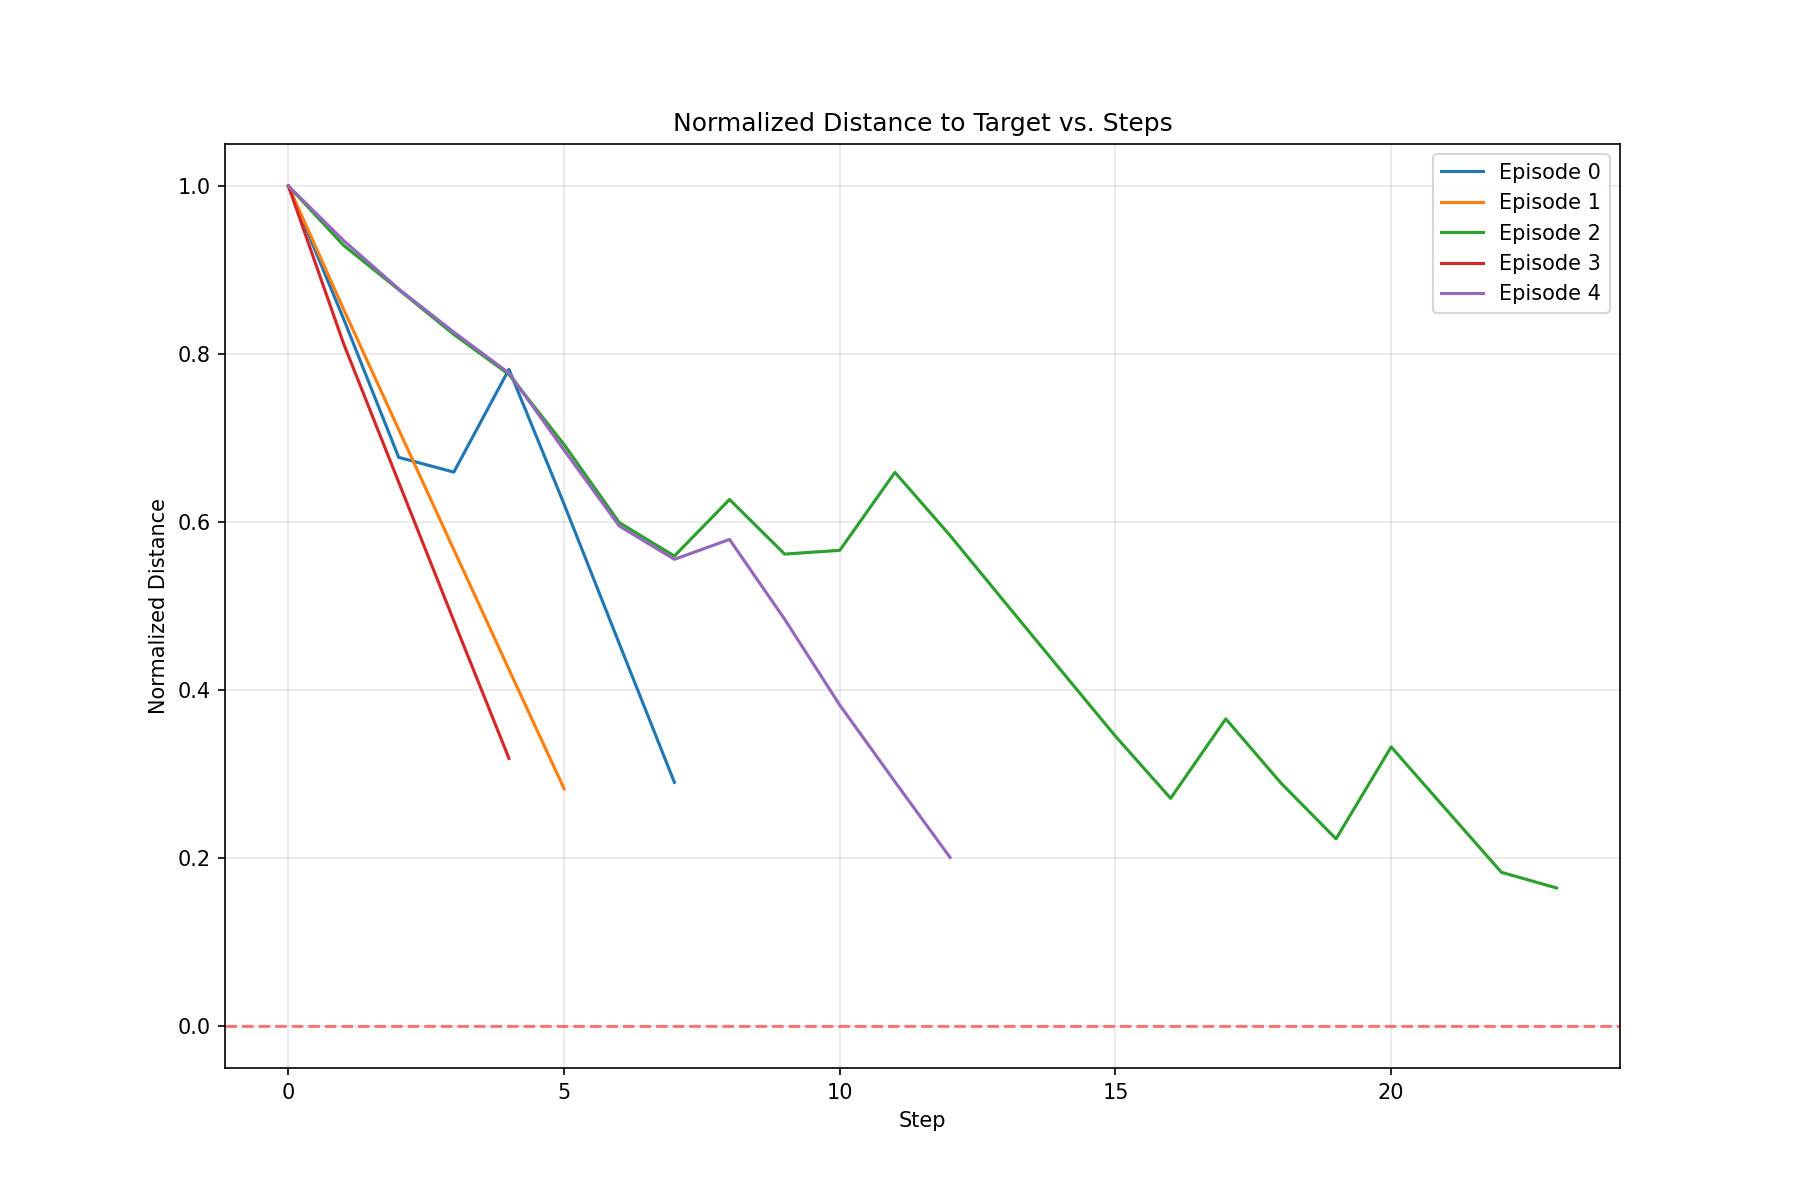 Normalized Distance to Target vs. Steps
Episode 0
Episode 1
Episode 2
Episode 3
Episode 4
1.0
0.8
0.6
0.4
0.2
0.0
Normalized Distance
0 5 10 15 20
Step